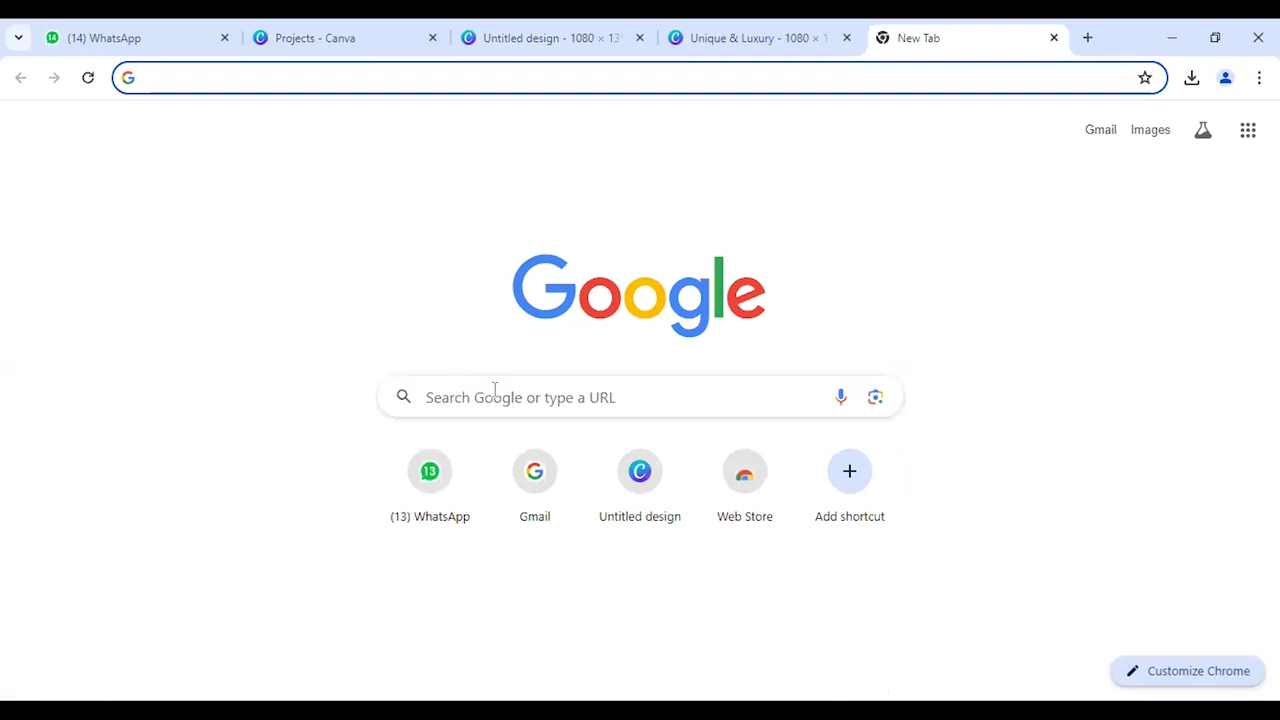 (14) WhatsApp
Projects - Canva
Untitled design - 1080 × 13
Unique & Luxury - 1080 × 1
New Tab
Gmail
Images
Google
Search Google or type a URL
13
(13) WhatsApp
Gmail
Untitled design
Web Store
Add shortcut
Customize Chrome